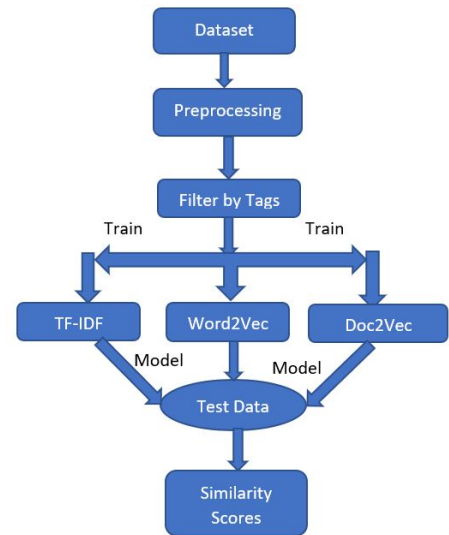 Dataset
Preprocessing
Filter by Tags
Train
Train
TF-IDF
Word2Vec
Doc2Vec
Model
Model
Test Data
Similarity
Scores